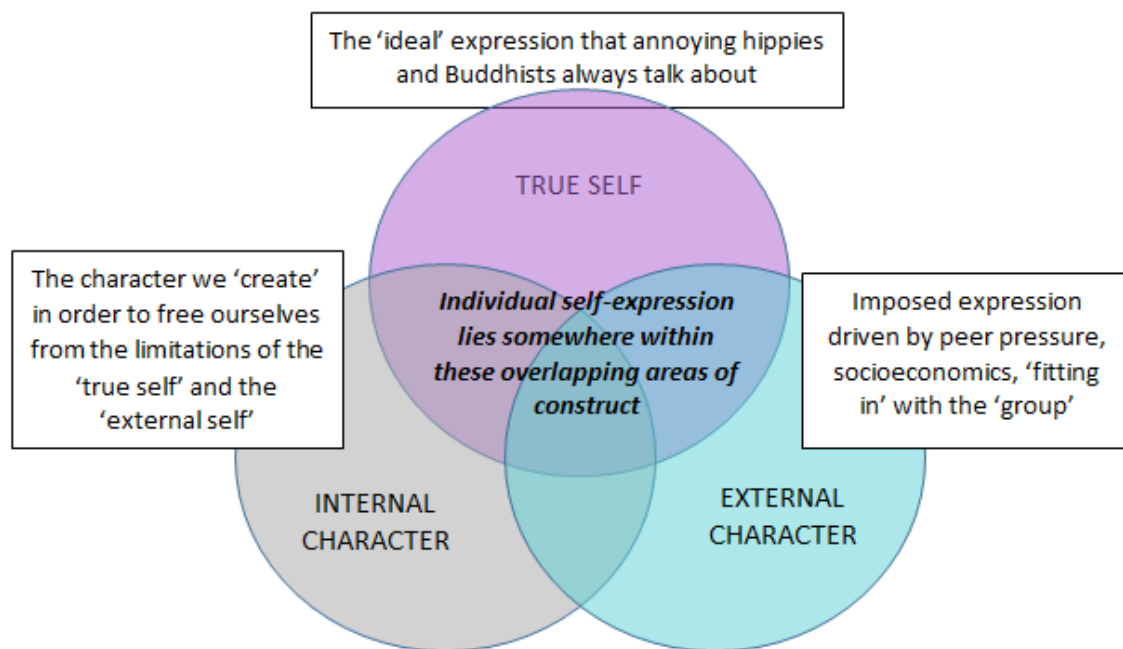 The ‘ideal’ expression that annoying hippies
and Buddhists always talk about
TRUE SELF
The character we ‘create’
in order to free ourselves
from the limitations of the
‘true self’ and the
‘external self’
Individual self-expression
lies somewhere within
these overlapping areas of
construct
Imposed expression
driven by peer pressure,
socioeconomics, ‘fitting
in’ with the ‘group’
INTERNAL
CHARACTER
EXTERNAL
CHARACTER